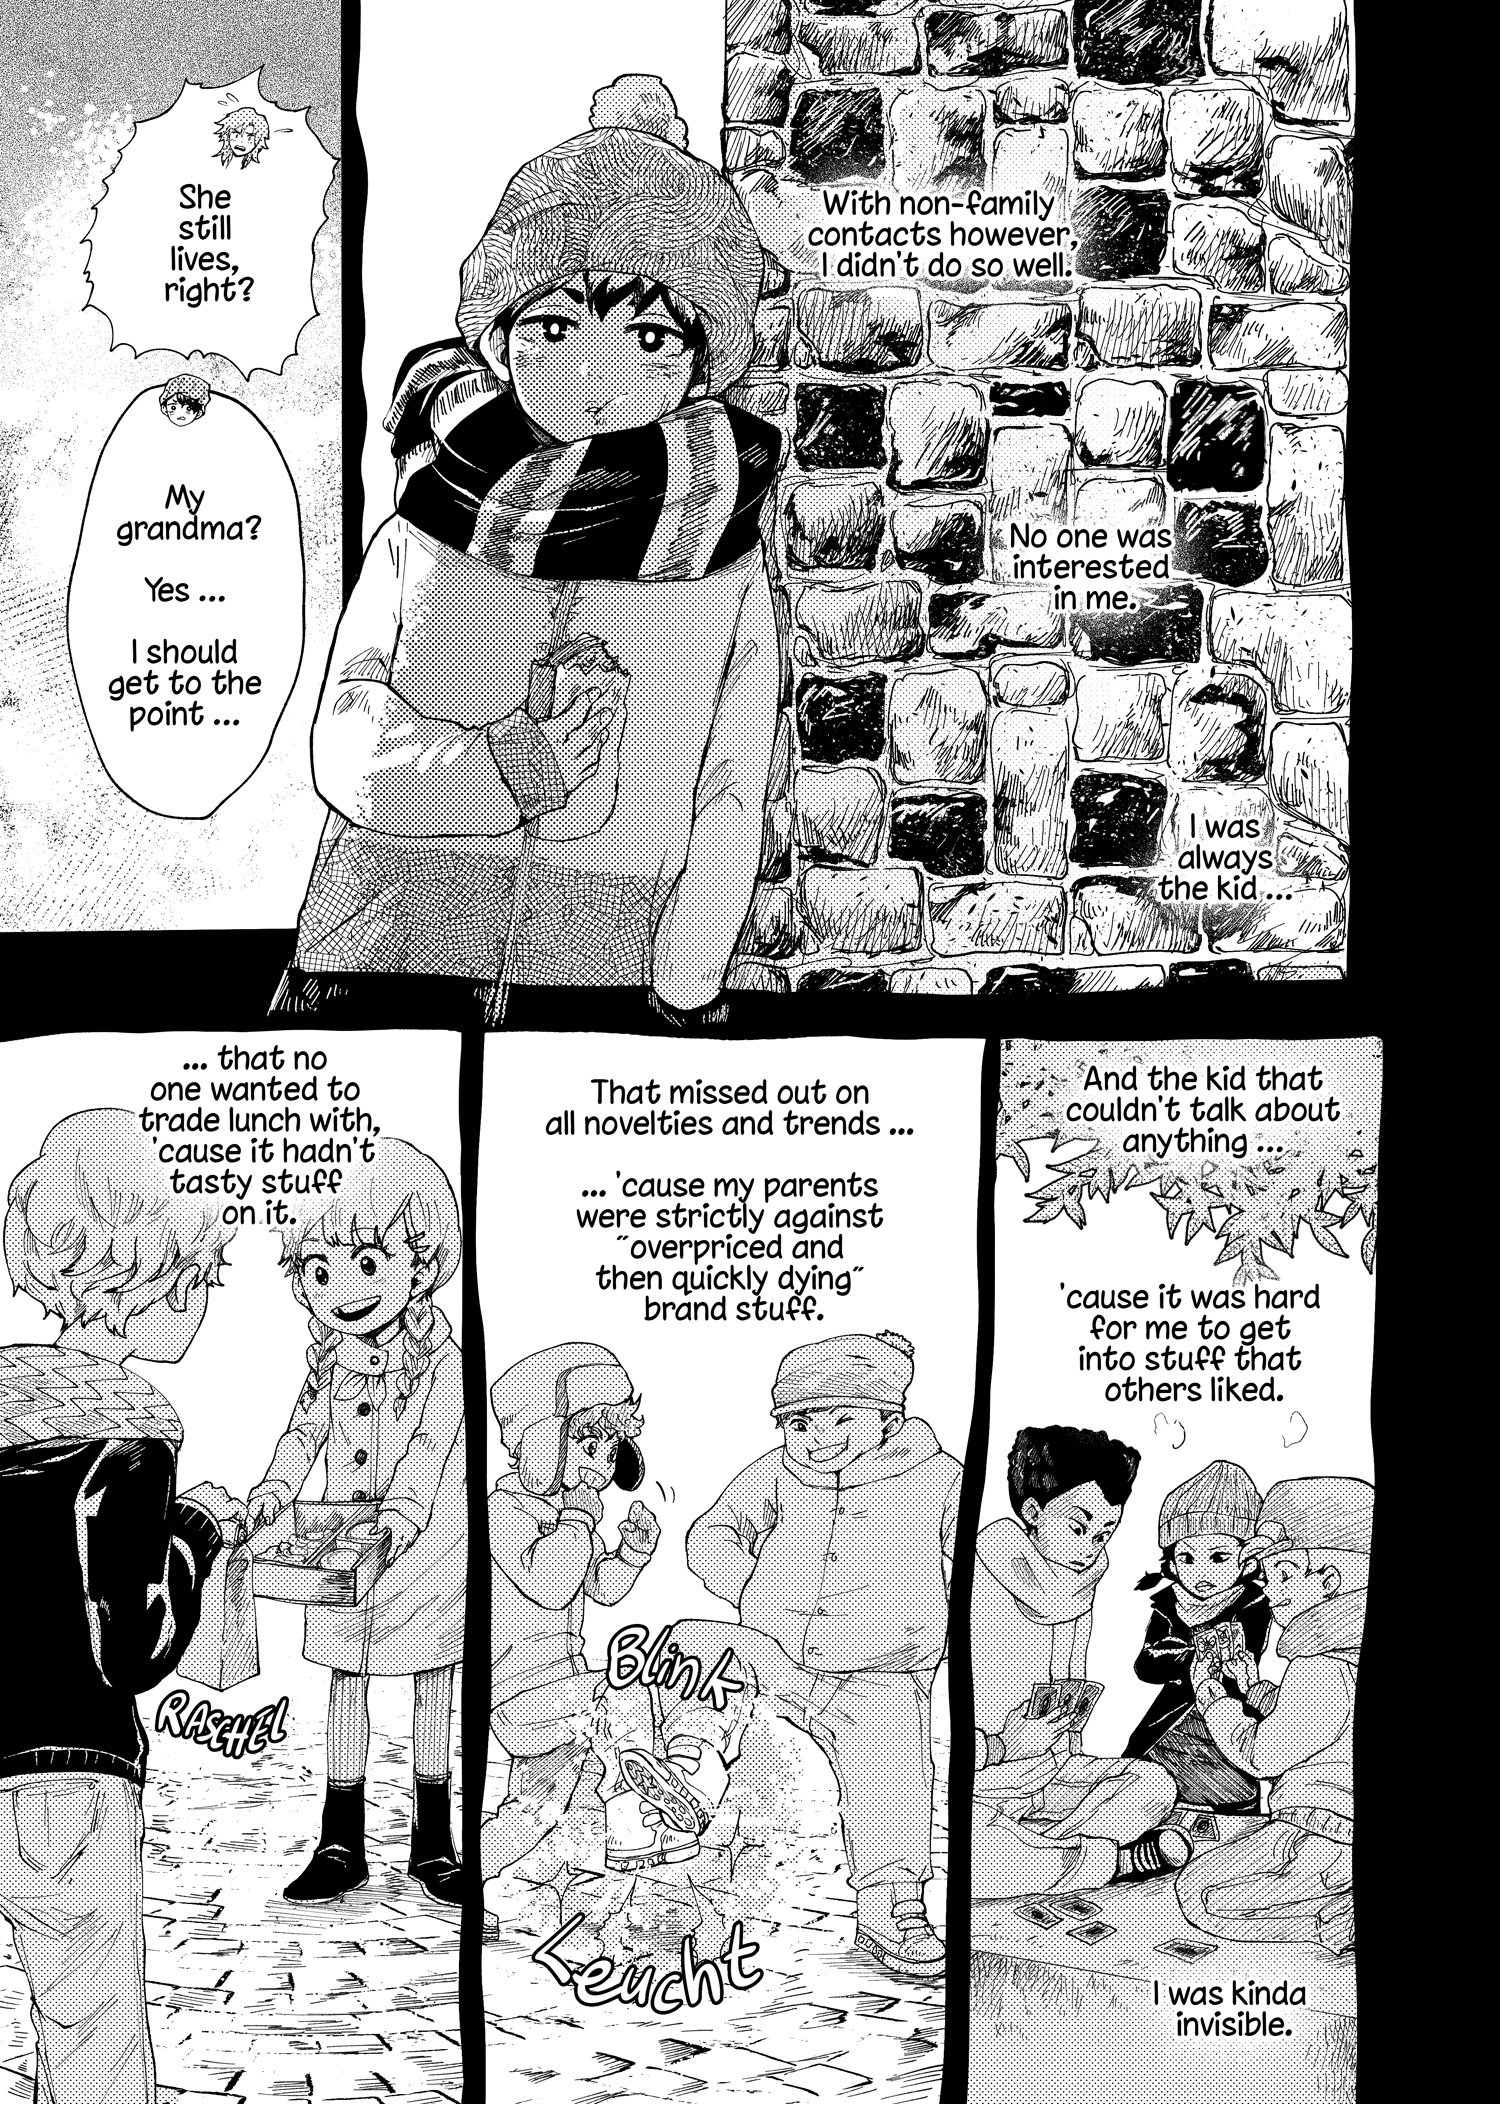 She
still
lives,
right?
My
grandma?
Yes ...
I should
get to the
point ...
With non-family
contacts however,
I didn't do so well.
No one was
interested
in me.
I was
always
the kid ...
... that no
one wanted to
trade lunch with,
'cause it hadn't
tasty stuff
on it.
RASCHEL
That missed out on
all novelties and trends ...
... 'cause my parents
were strictly against
"overpriced and
then quickly dying"
brand stuff.
Blink
Leucht
And the kid that
couldn't talk about
anything ...
'cause it was hard
for me to get
into stuff that
others liked.
I was kinda
invisible.